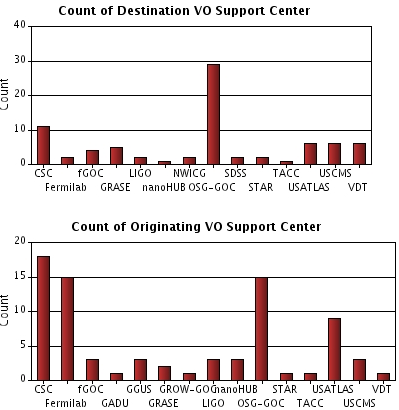 Count of Destination VO Support Center
40
30
20
10
0
Count
CSC fGOC LIGO NWICG SDSS TACC USCMS
Fermilab GRASE nanoHUB OSG-GOC STAR USATLAS VDT
Count of Originating VO Support Center
20
15
10
5
0
Count
CSC fGOC GGUS GROW-GOC nanoHUB STAR USATLAS VDT
Fermilab GADU GRASE LIGO OSG-GOC TACC USCMS